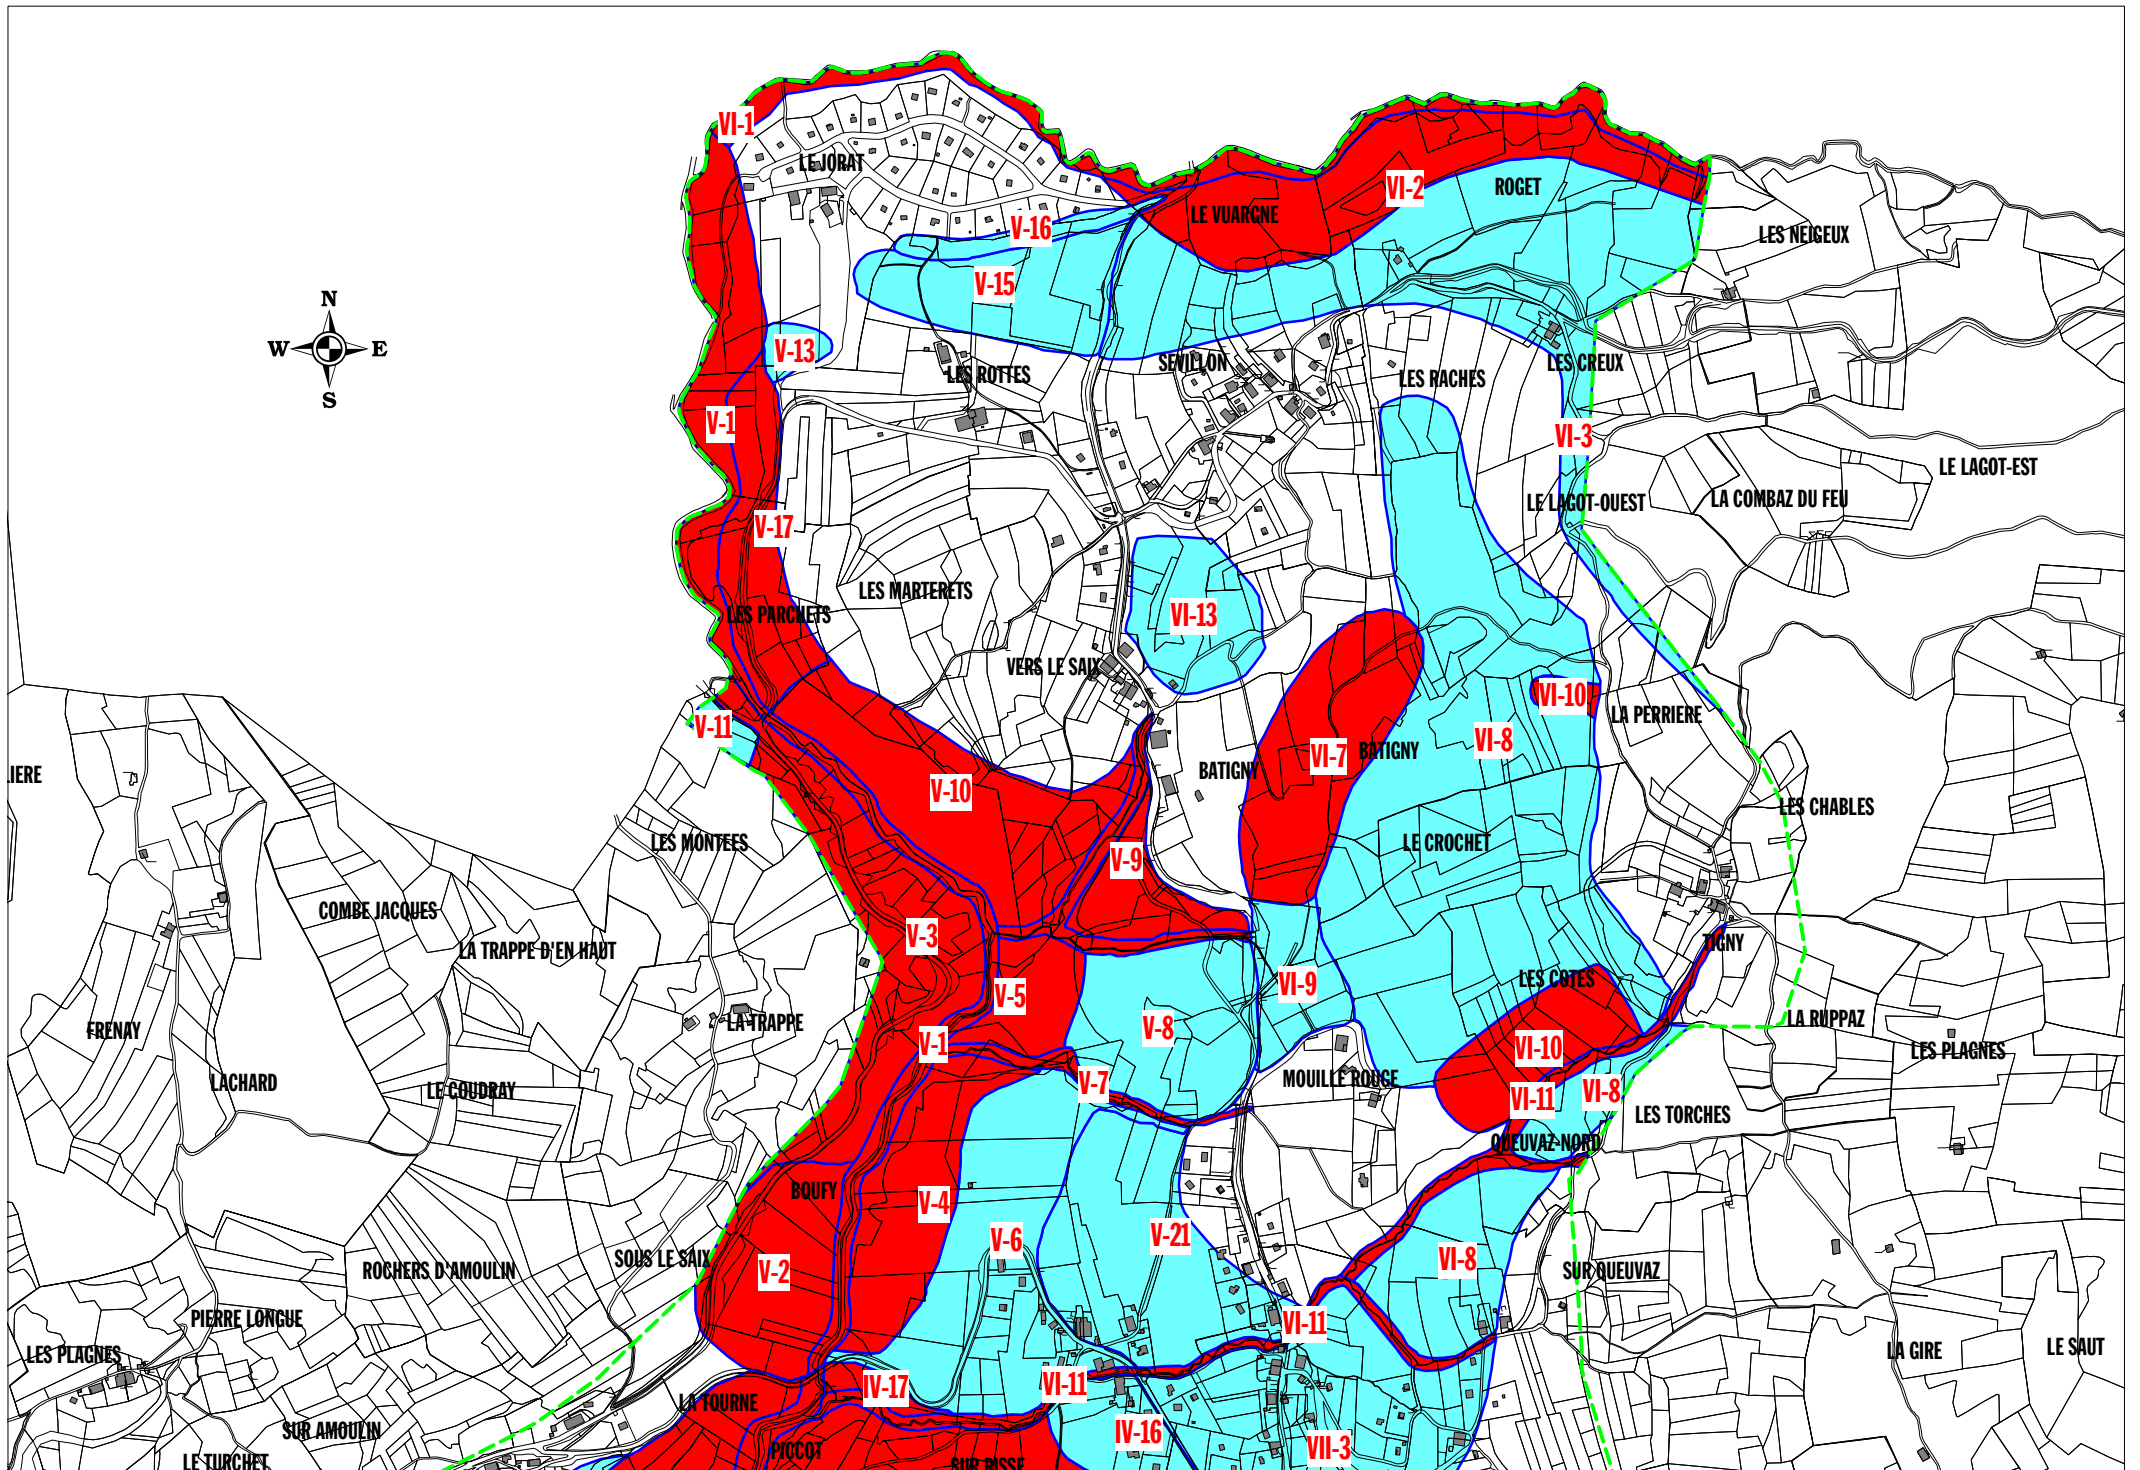 VI-1
LE JORAT
VI-2
ROGET
V-16
LE VUARGNE
LES NEIGEUX
V-15
N
W
E
S
V-13
SEVILLON
LES ROTTES
LES CREUX
LES RACHES
V-1
VI-3
LE LAGOT-EST
LE LAGOT-OUEST
LA COMBAZ DU FEU
V-17
LES MARTERETS
LES PARCHETS
VI-13
VERS LE SAIX
VI-10
LA PERRIERE
V-11
VI-8
VI-7
BATIGNY
BATIGNY
LIERE
V-10
LES CHABLES
LES MONTEES
LE CROCHET
V-9
COMBE JACQUES
V-3
TIGNY
LA TRAPPE D'EN HAUT
LES COTES
VI-9
V-5
LA RUPPAZ
LA TRAPPE
V-8
FRENAY
V-1
VI-10
LES PLAGNES
LACHARD
V-7
MOUILLE ROUGE
LE COUDRAY
VI-8
VI-11
LES TORCHES
QUEUVAZ-NORD
BOUFY
V-4
V-6
V-21
SOUS LE SAIX
VI-8
V-2
ROCHERS D'AMOULIN
SUR QUEUVAZ
PIERRE LONGUE
VI-11
LES PLAGNES
LA GIRE
LE SAUT
IV-17
VI-11
LA TOURNE
SUR AMOULIN
IV-16
VII-3
PICCOT
LE TURCHET
SUR RISSE